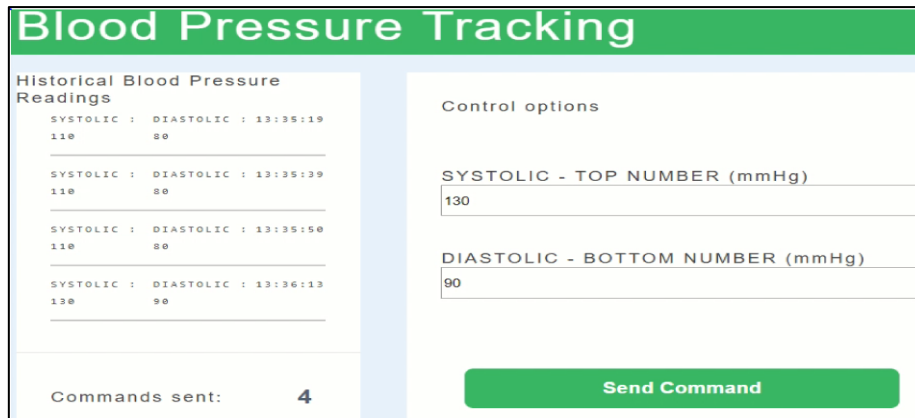 Blood Pressure Tracking
Historical Blood Pressure
Readings
SYSTOLIC : DIASTOLIC : 13:35:19
110 80
SYSTOLIC : DIASTOLIC : 13:35:39
110 80
SYSTOLIC : DIASTOLIC : 13:35:50
110 80
SYSTOLIC : DIASTOLIC : 13:36:13
130 90
Commands sent: 4
Control options
SYSTOLIC - TOP NUMBER (mmHg)
130
DIASTOLIC - BOTTOM NUMBER (mmHg)
90
Send Command